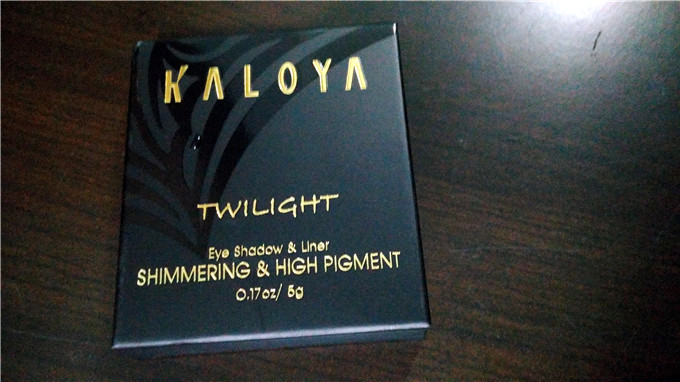 KALOYA
TWILIGHT
Eye Shadow & Liner
SHIMMERING & HIGH PIGMENT
0.17oz/ 5g